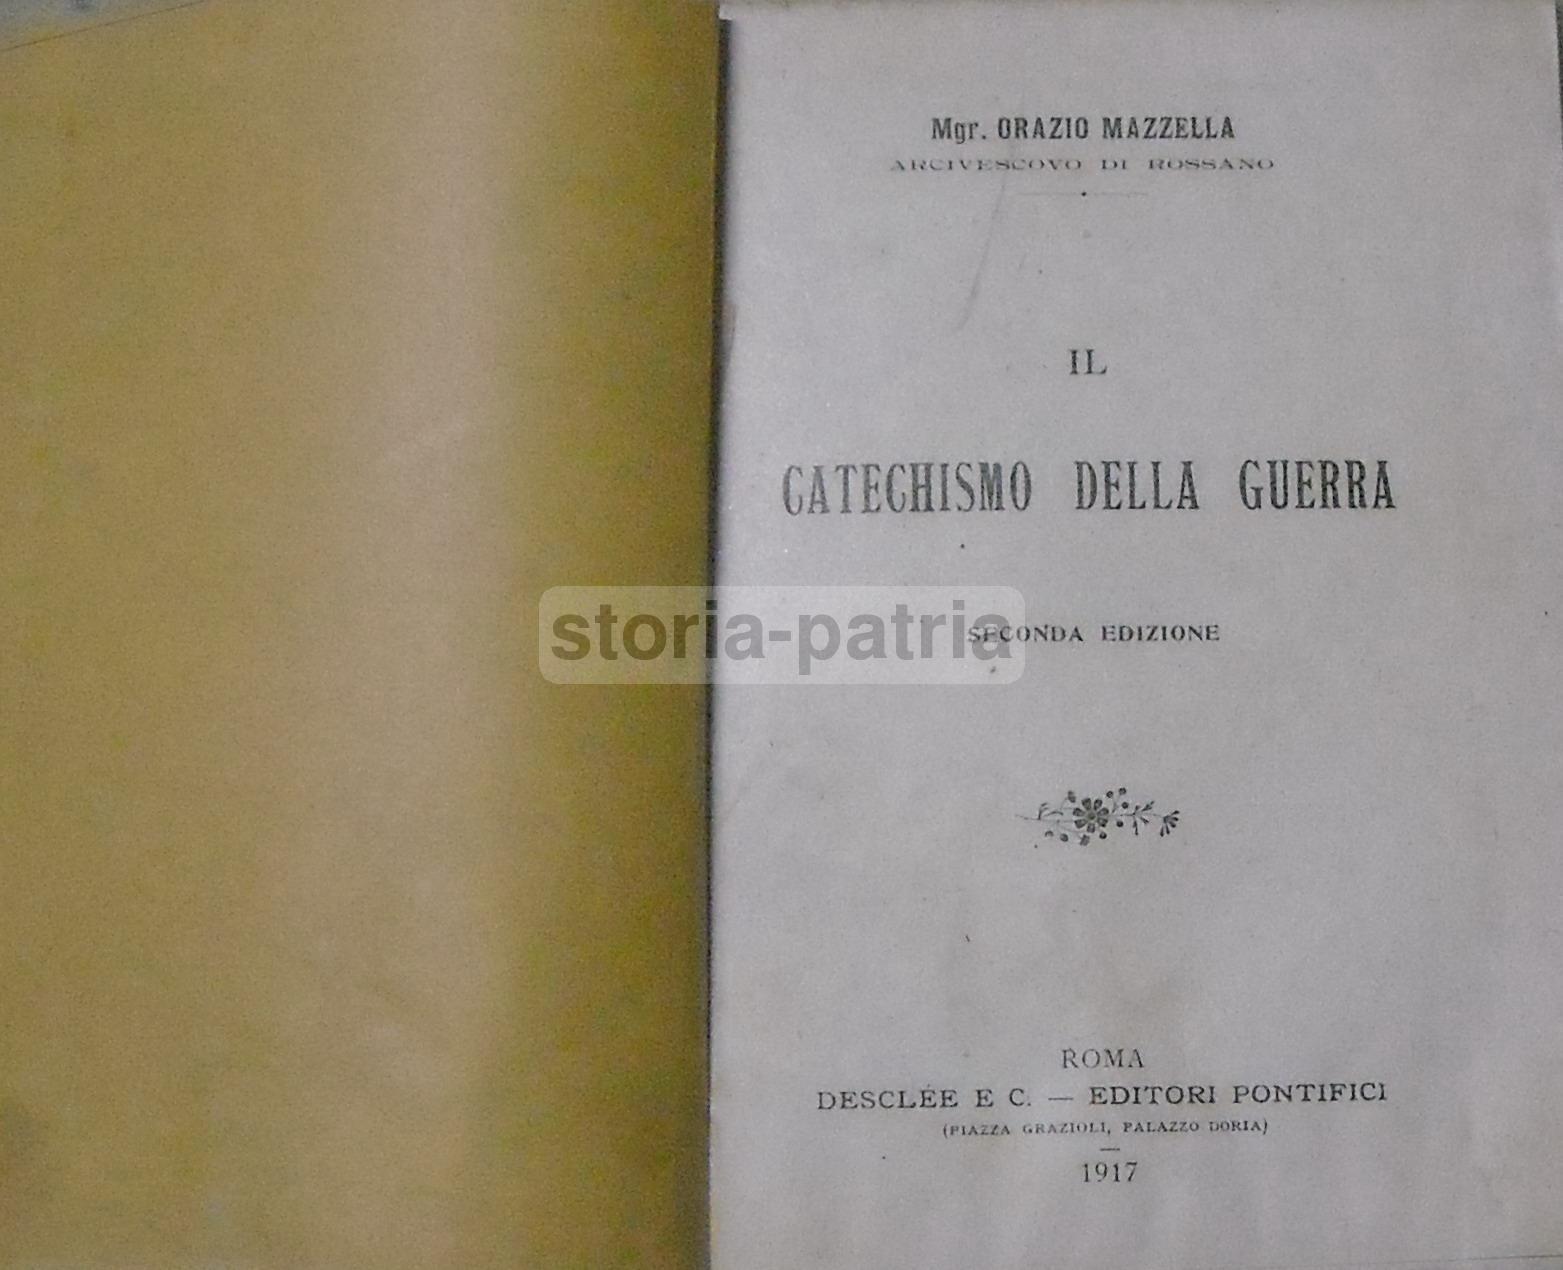 Mgr. ORAZIO MAZZELLA
ARCIVESCOVO DI ROSSANO
IL
CATECHISMO DELLA GUERRA
storia-patria
SECONDA EDIZIONE
ROMA
DESCLÉE E C. — EDITORI PONTIFICI
(PIAZZA GRAZIOLI, PALAZZO DORIA)
1917